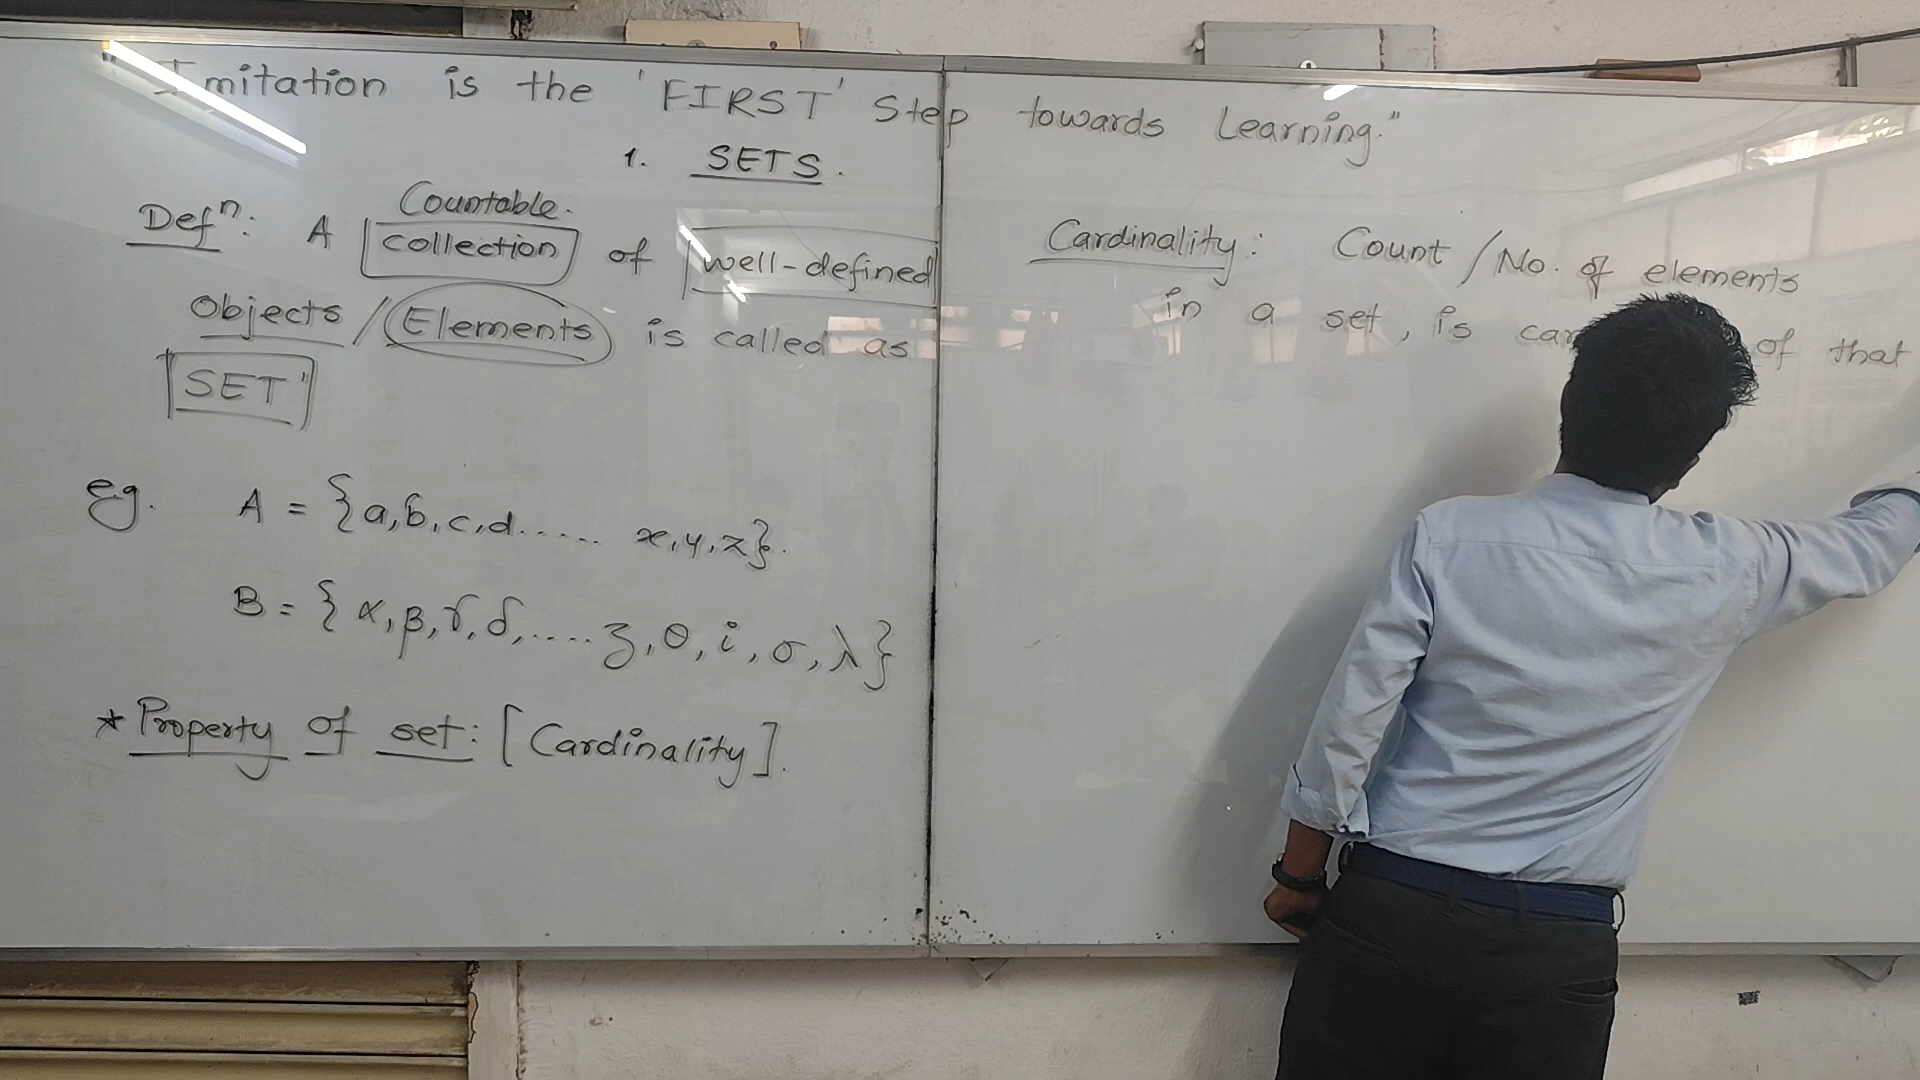 "Imitation is the 'FIRST' Step towards Learning."
1. SETS.
Defⁿ: A collection of well-defined
Countable.
Objects / Elements is called as
'SET'
eg. A = {a, b, c, d ..... x, y, z}.
B = {α, β, γ, δ, .... ʒ, θ, i, σ, λ}
* Property of set: [Cardinality].
Cardinality: Count / No. of elements
in a set, is of that